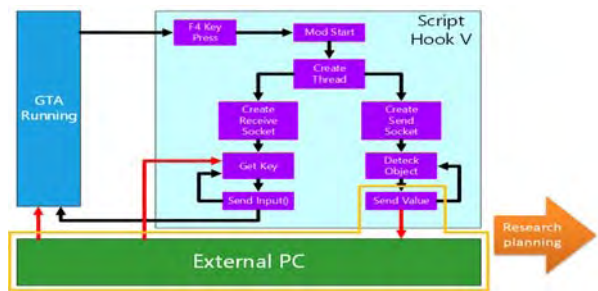 Script
Hook V
F4 Key
Press
Mod Start
Create
Thread
GTA
Running
Create
Receive
Socket
Create
Send
Socket
Get Key
Deteck
Object
Send Input()
Send Value
Research
planning
External PC